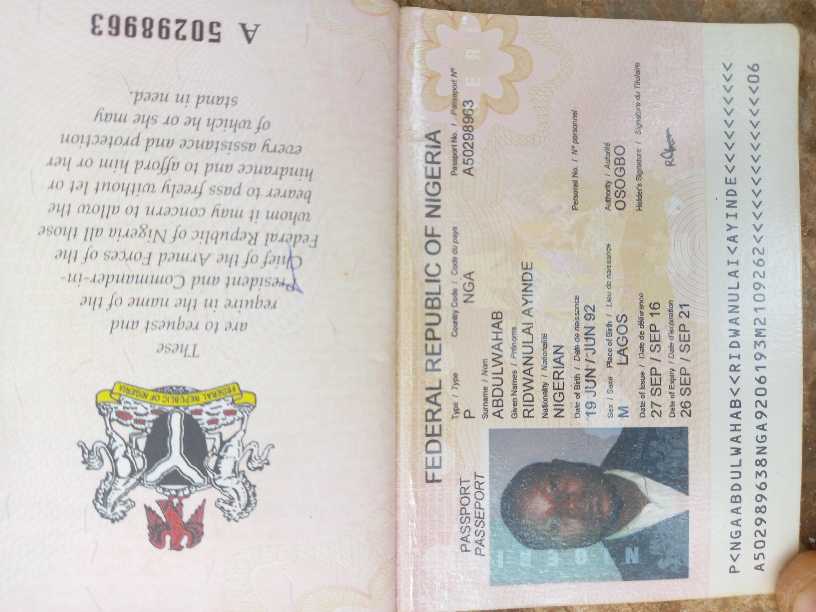 FEDERAL REPUBLIC OF NIGERIA
These
are to request and
require in the name of the
President and Commander-in-
Chief of the Armed Forces of the
Federal Republic of Nigeria all those
whom it may concern to allow the
bearer to pass freely without let or
hindrance and to afford him or her
every assistance and protection
of which he or she may
stand in need.
A 50298963
FEDERAL REPUBLIC OF NIGERIA
PASSPORT
PASSEPORT
Type / Type Country Code / Code du pays Passport No. / Passeport Nº
P NGA A50298963
Surname / Nom
ABDULWAHAB
Given Names / Prénoms
RIDWANULAI AYINDE
Nationality / Nationalité
NIGERIAN
Date of Birth / Date de naissance Personal No. / Nº personnel
19 JUN / JUN 92
Sex / Sexe Place of Birth / Lieu de naissance Authority / Autorité
M LAGOS OSOGBO
Date of Issue / Date de délivrance Holder's Signature / Signature du Titulaire
27 SEP / SEP 16
Date of Expiry / Date d'expiration
26 SEP / SEP 21
P<NGAABDULWAHAB<<RIDWANULAI<AYINDE<<<<<<<<<<
A502989638NGA9206193M2109262<<<<<<<<<<<<<<06